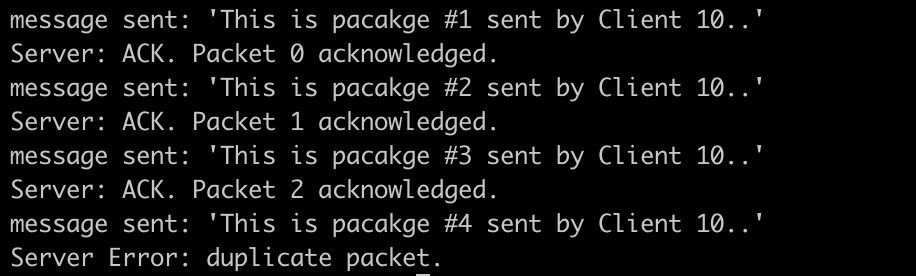 message sent: 'This is pacakge #1 sent by Client 10..'
Server: ACK. Packet 0 acknowledged.
message sent: 'This is pacakge #2 sent by Client 10..'
Server: ACK. Packet 1 acknowledged.
message sent: 'This is pacakge #3 sent by Client 10..'
Server: ACK. Packet 2 acknowledged.
message sent: 'This is pacakge #4 sent by Client 10..'
Server Error: duplicate packet.